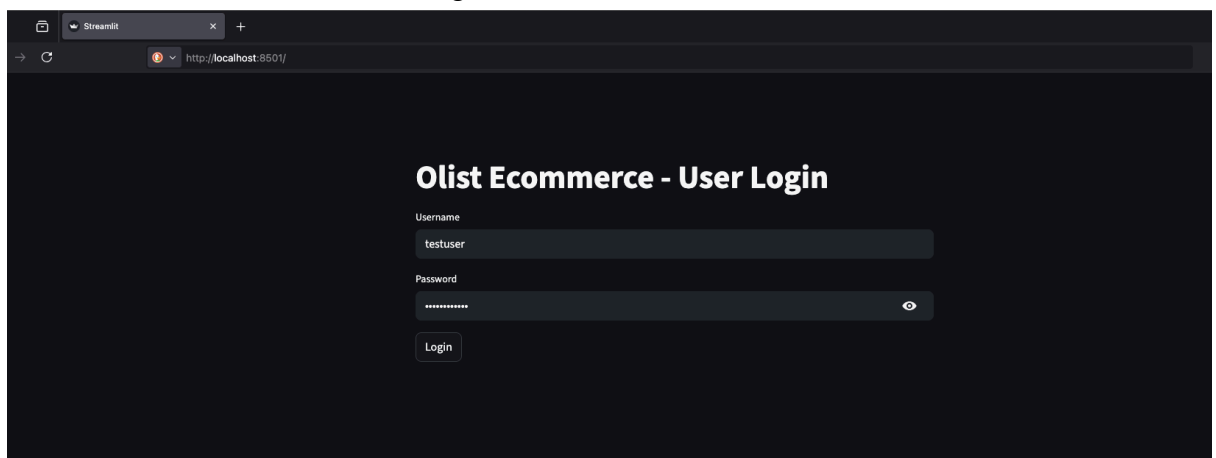 Streamlit
http://localhost:8501/
Olist Ecommerce - User Login
Username
testuser
Password
••••••••••••
Login